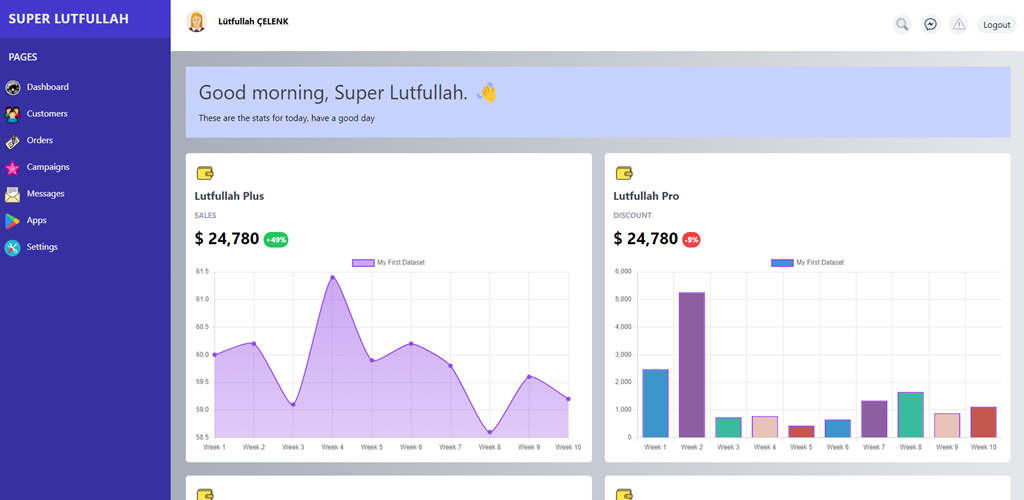 SUPER LUTFULLAH
PAGES
Dashboard
Customers
Orders
Campaigns
Messages
Apps
Settings
Lütfullah ÇELENK
Logout
Good morning, Super Lutfullah.
These are the stats for today, have a good day
Lutfullah Plus
SALES
$ 24,780 +49%
My First Dataset
61.5
61.0
60.5
60.0
59.5
59.0
58.5
Week 1 Week 2 Week 3 Week 4 Week 5 Week 6 Week 7 Week 8 Week 9 Week 10
Lutfullah Pro
DISCOUNT
$ 24,780 -9%
My First Dataset
6,000
5,000
4,000
3,000
2,000
1,000
0
Week 1 Week 2 Week 3 Week 4 Week 5 Week 6 Week 7 Week 8 Week 9 Week 10